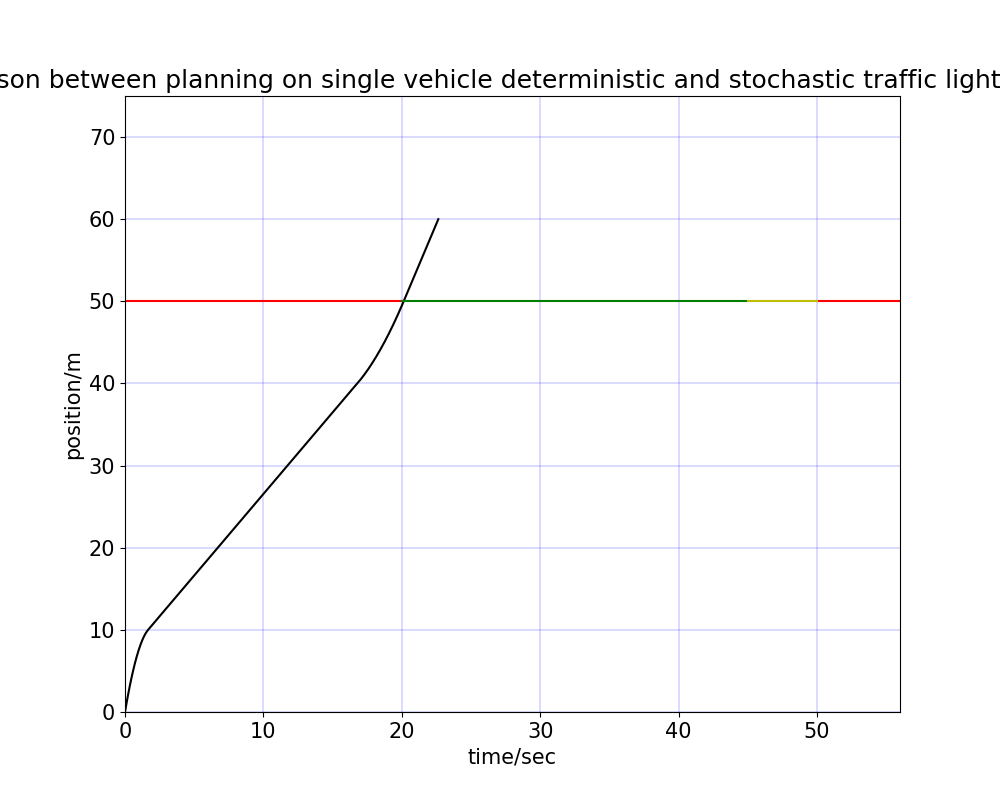 son between planning on single vehicle deterministic and stochastic traffic light
70
60
50
40
30
20
10
0
position/m
0 10 20 30 40 50
time/sec